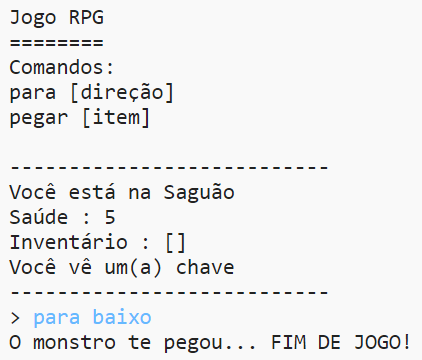 Jogo RPG
========
Comandos:
para [direção]
pegar [item]
---------------------------
Você está na Saguão
Saúde : 5
Inventário : []
Você vê um(a) chave
---------------------------
> para baixo
O monstro te pegou... FIM DE JOGO!